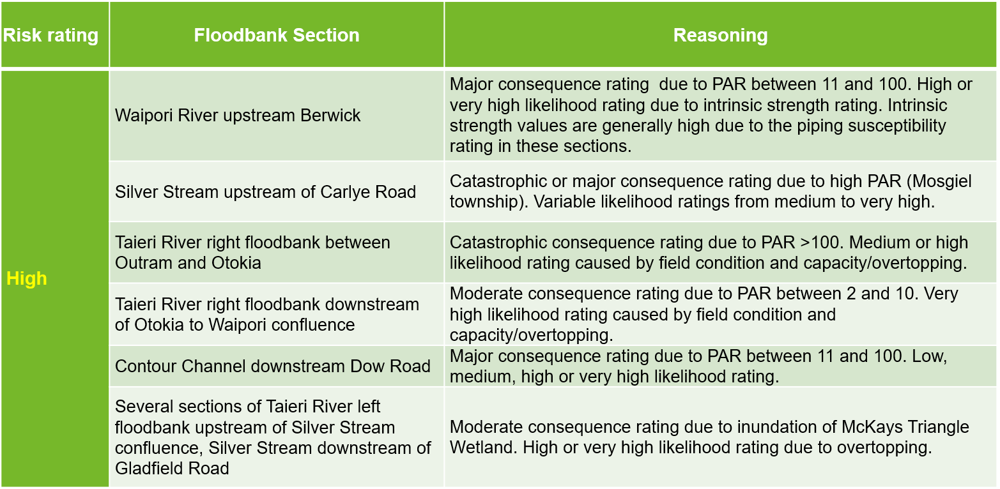 Risk rating
Floodbank Section
Reasoning
High
Waipori River upstream Berwick
Major consequence rating  due to PAR between 11 and 100. High or
very high likelihood rating due to intrinsic strength rating. Intrinsic
strength values are generally high due to the piping susceptibility
rating in these sections.
Silver Stream upstream of Carlye Road
Catastrophic or major consequence rating due to high PAR (Mosgiel
township). Variable likelihood ratings from medium to very high.
Taieri River right floodbank between
Outram and Otokia
Catastrophic consequence rating due to PAR >100. Medium or high
likelihood rating caused by field condition and capacity/overtopping.
Taieri River right floodbank downstream
of Otokia to Waipori confluence
Moderate consequence rating due to PAR between 2 and 10. Very
high likelihood rating caused by field condition and
capacity/overtopping.
Contour Channel downstream Dow Road
Major consequence rating due to PAR between 11 and 100. Low,
medium, high or very high likelihood rating.
Several sections of Taieri River left
floodbank upstream of Silver Stream
confluence, Silver Stream downstream of
Gladfield Road
Moderate consequence rating due to inundation of McKays Triangle
Wetland. High or very high likelihood rating due to overtopping.